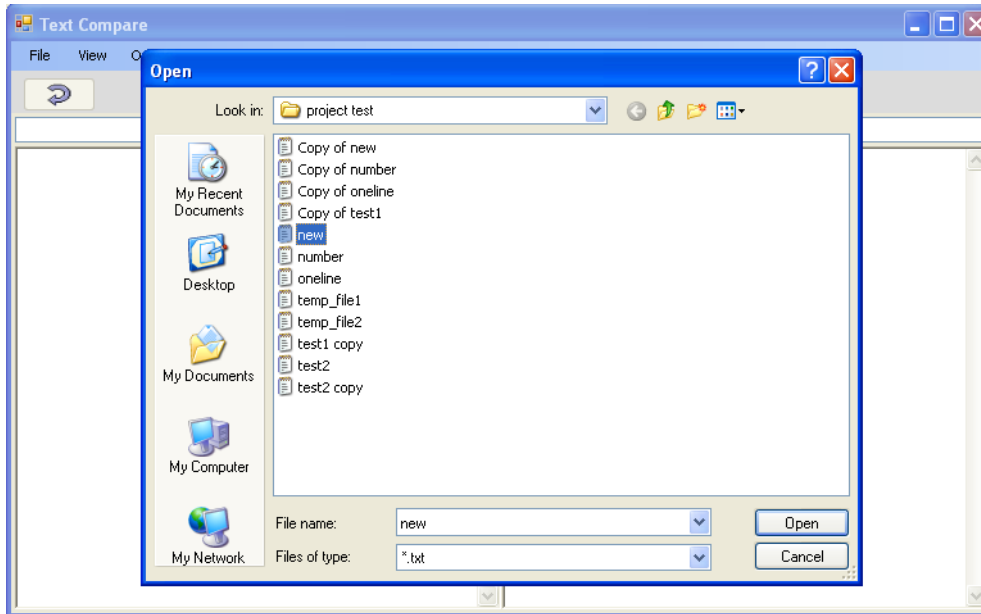 Text Compare
File View O
Open
Look in: project test
My Recent
Documents
Desktop
My Documents
My Computer
My Network
Copy of new
Copy of number
Copy of oneline
Copy of test1
new
number
oneline
temp_file1
temp_file2
test1 copy
test2
test2 copy
File name: new Open
Files of type: *.txt Cancel